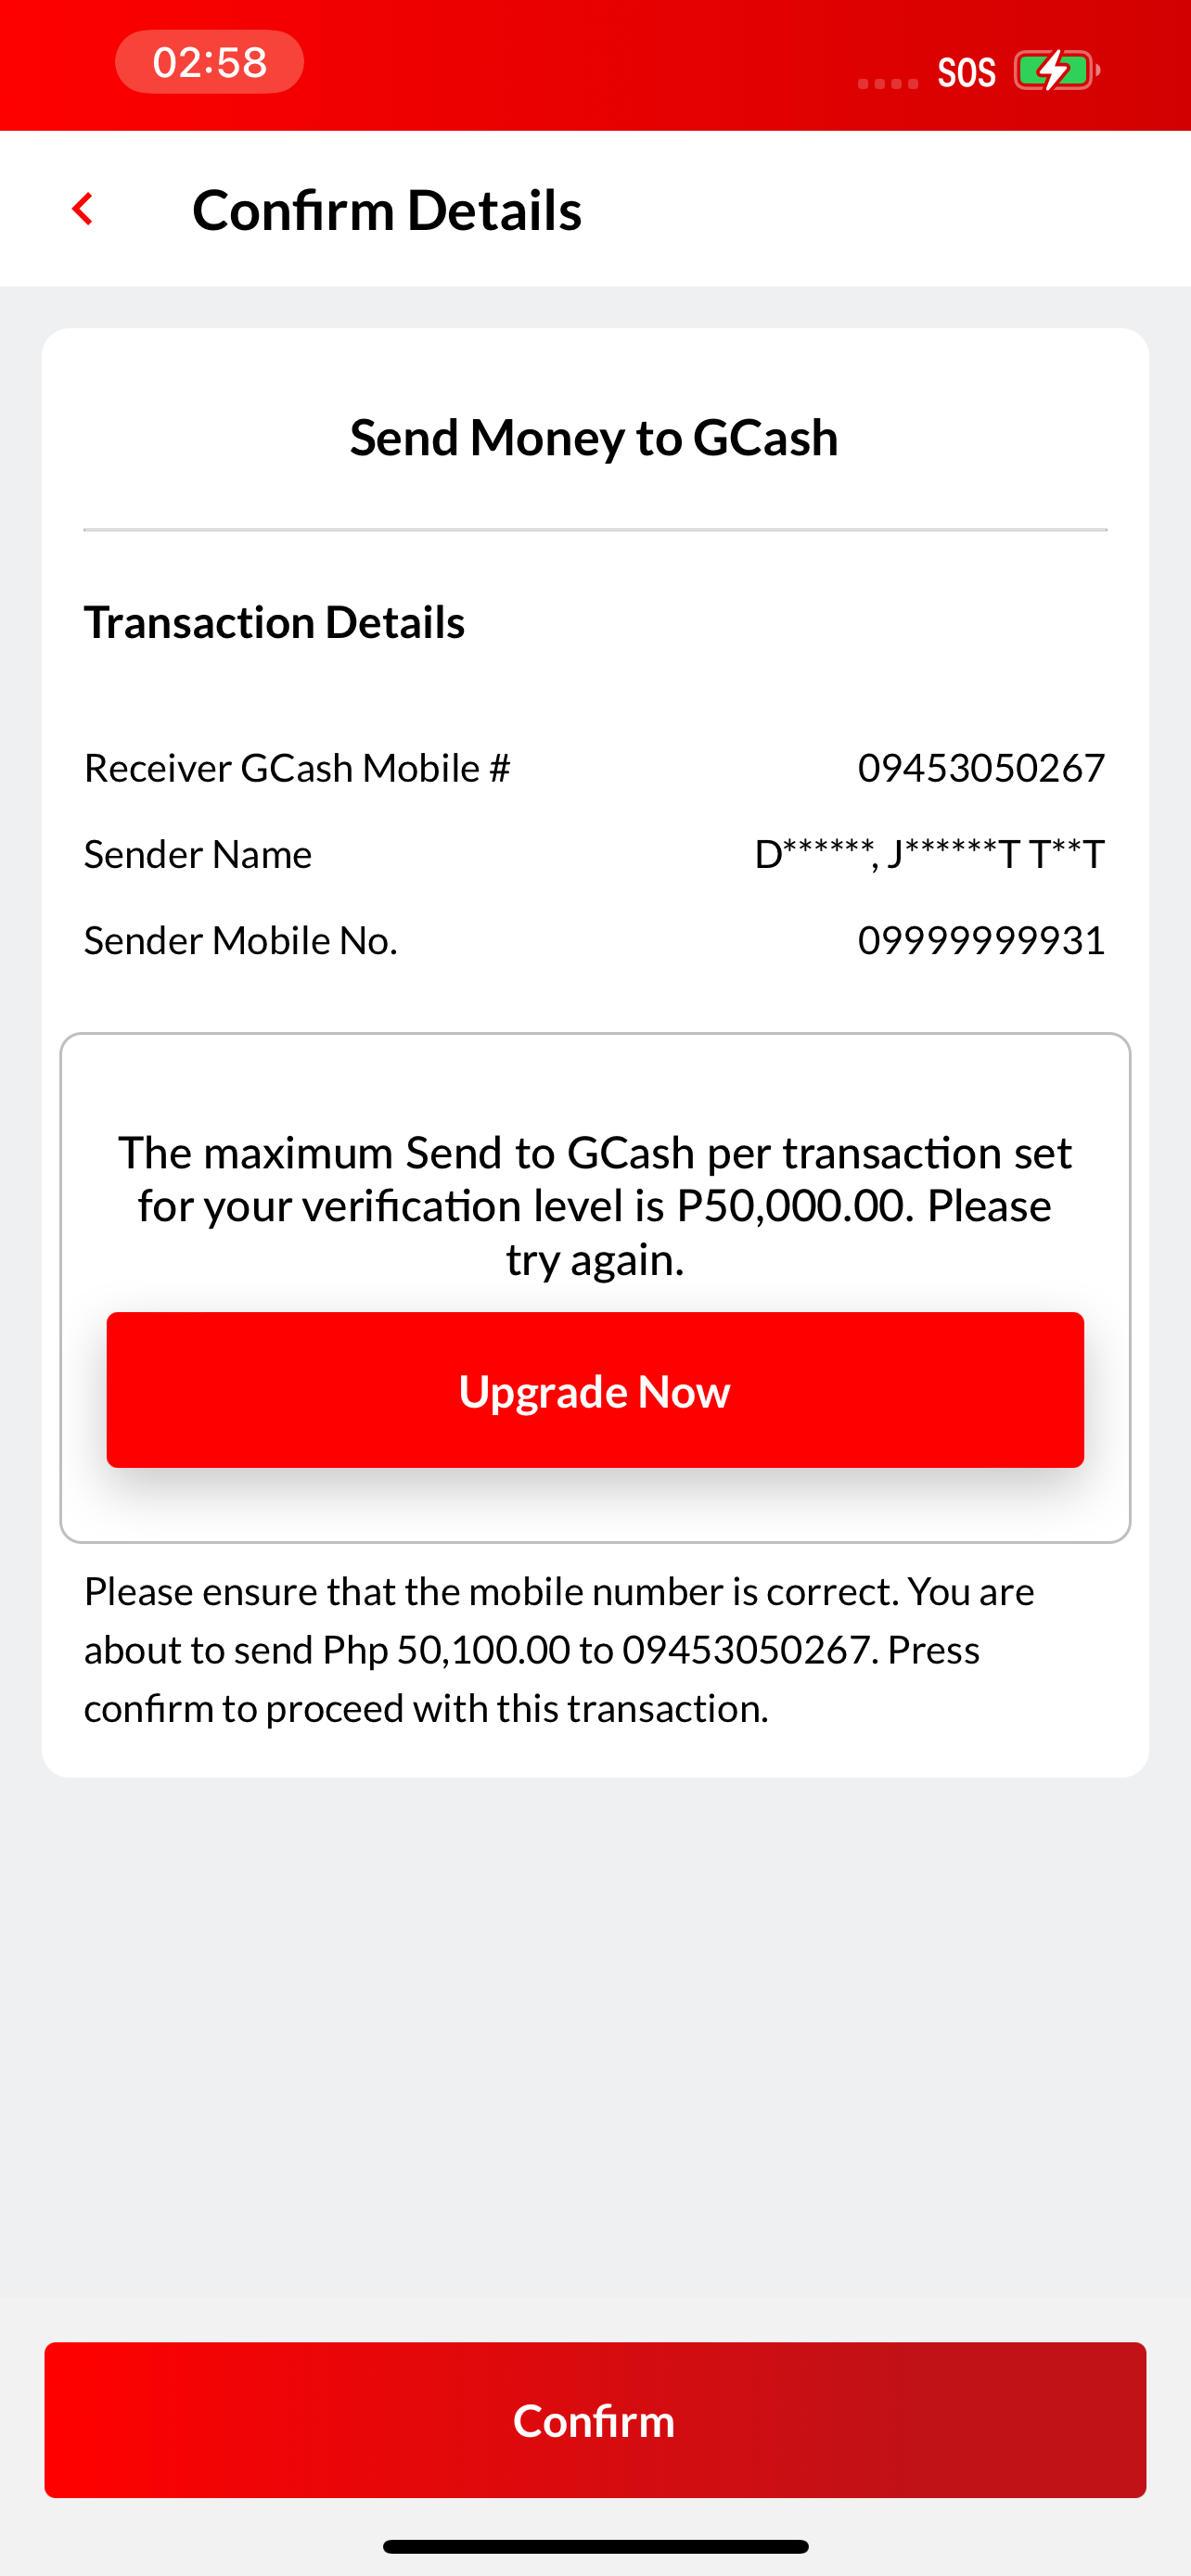 02:58
SOS
Confirm Details
Send Money to GCash
Transaction Details
Receiver GCash Mobile # 09453050267
Sender Name D******, J******T T**T
Sender Mobile No. 09999999931
The maximum Send to GCash per transaction set
for your verification level is P50,000.00. Please
try again.
Upgrade Now
Please ensure that the mobile number is correct. You are
about to send Php 50,100.00 to 09453050267. Press
confirm to proceed with this transaction.
Confirm